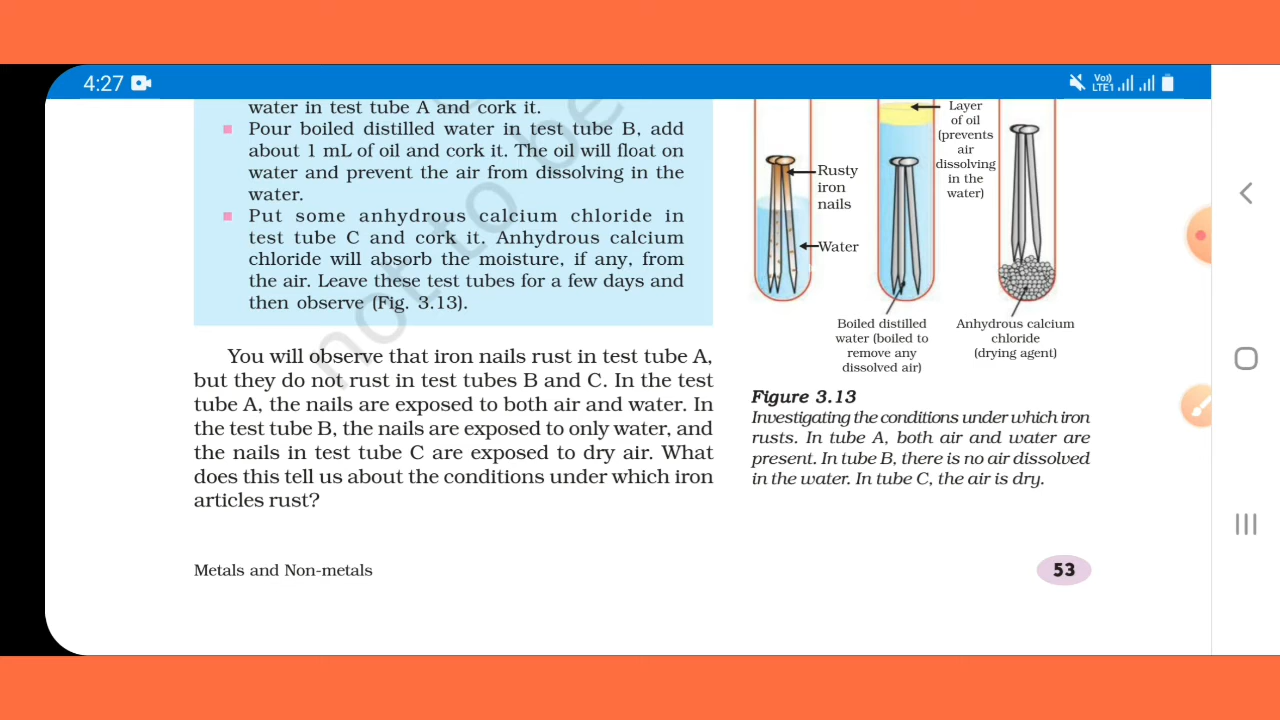 4:27
Vo))
LTE1
water in test tube A and cork it.
Pour boiled distilled water in test tube B, add
about 1 mL of oil and cork it. The oil will float on
water and prevent the air from dissolving in the
water.
Put some anhydrous calcium chloride in
test tube C and cork it. Anhydrous calcium
chloride will absorb the moisture, if any, from
the air. Leave these test tubes for a few days and
then observe (Fig. 3.13).
not to be
You will observe that iron nails rust in test tube A,
but they do not rust in test tubes B and C. In the test
tube A, the nails are exposed to both air and water. In
the test tube B, the nails are exposed to only water, and
the nails in test tube C are exposed to dry air. What
does this tell us about the conditions under which iron
articles rust?
Layer
of oil
(prevents
air
dissolving
in the
water)
Rusty
iron
nails
Water
Boiled distilled
water (boiled to
remove any
dissolved air)
Anhydrous calcium
chloride
(drying agent)
Figure 3.13
Investigating the conditions under which iron
rusts. In tube A, both air and water are
present. In tube B, there is no air dissolved
in the water. In tube C, the air is dry.
Metals and Non-metals
53